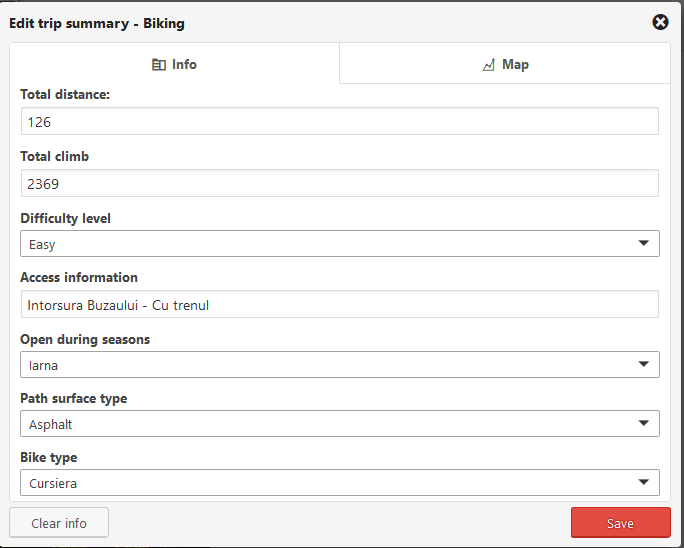 Edit trip summary - Biking
Info
Map
Total distance:
126
Total climb
2369
Difficulty level
Easy
Access information
Intorsura Buzaului - Cu trenul
Open during seasons
Iarna
Path surface type
Asphalt
Bike type
Cursiera
Clear info
Save